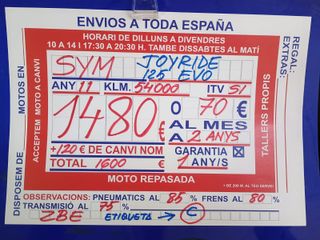 ENVIOS A TODA ESPAÑA
HORARI DE DILLUNS A DIVENDRES
10 A 14 I 17:30 A 20:30 H. TAMBE DISSABTES AL MATÍ
REGAL:
EXTRAS:
DISPOSEM DE MOTOS EN
ACCEPTEM MOTO A CANVI
SYM JOYRIDE
125 EVO
ANY 11 KLM. 54000 ITV SI
1480 O 70€
AL MES
A 2 ANYS
+120 € DE CANVI NOM GARANTIA
TOTAL 1600 € 1 ANY/S
TALLERS PROPIS
MOTO REPASADA
OBSERVACIONS: PNEUMATICS AL 85% FRENS AL 80%
TRANSMISIÓ AL 75%
ZBE ETIQUETA → C